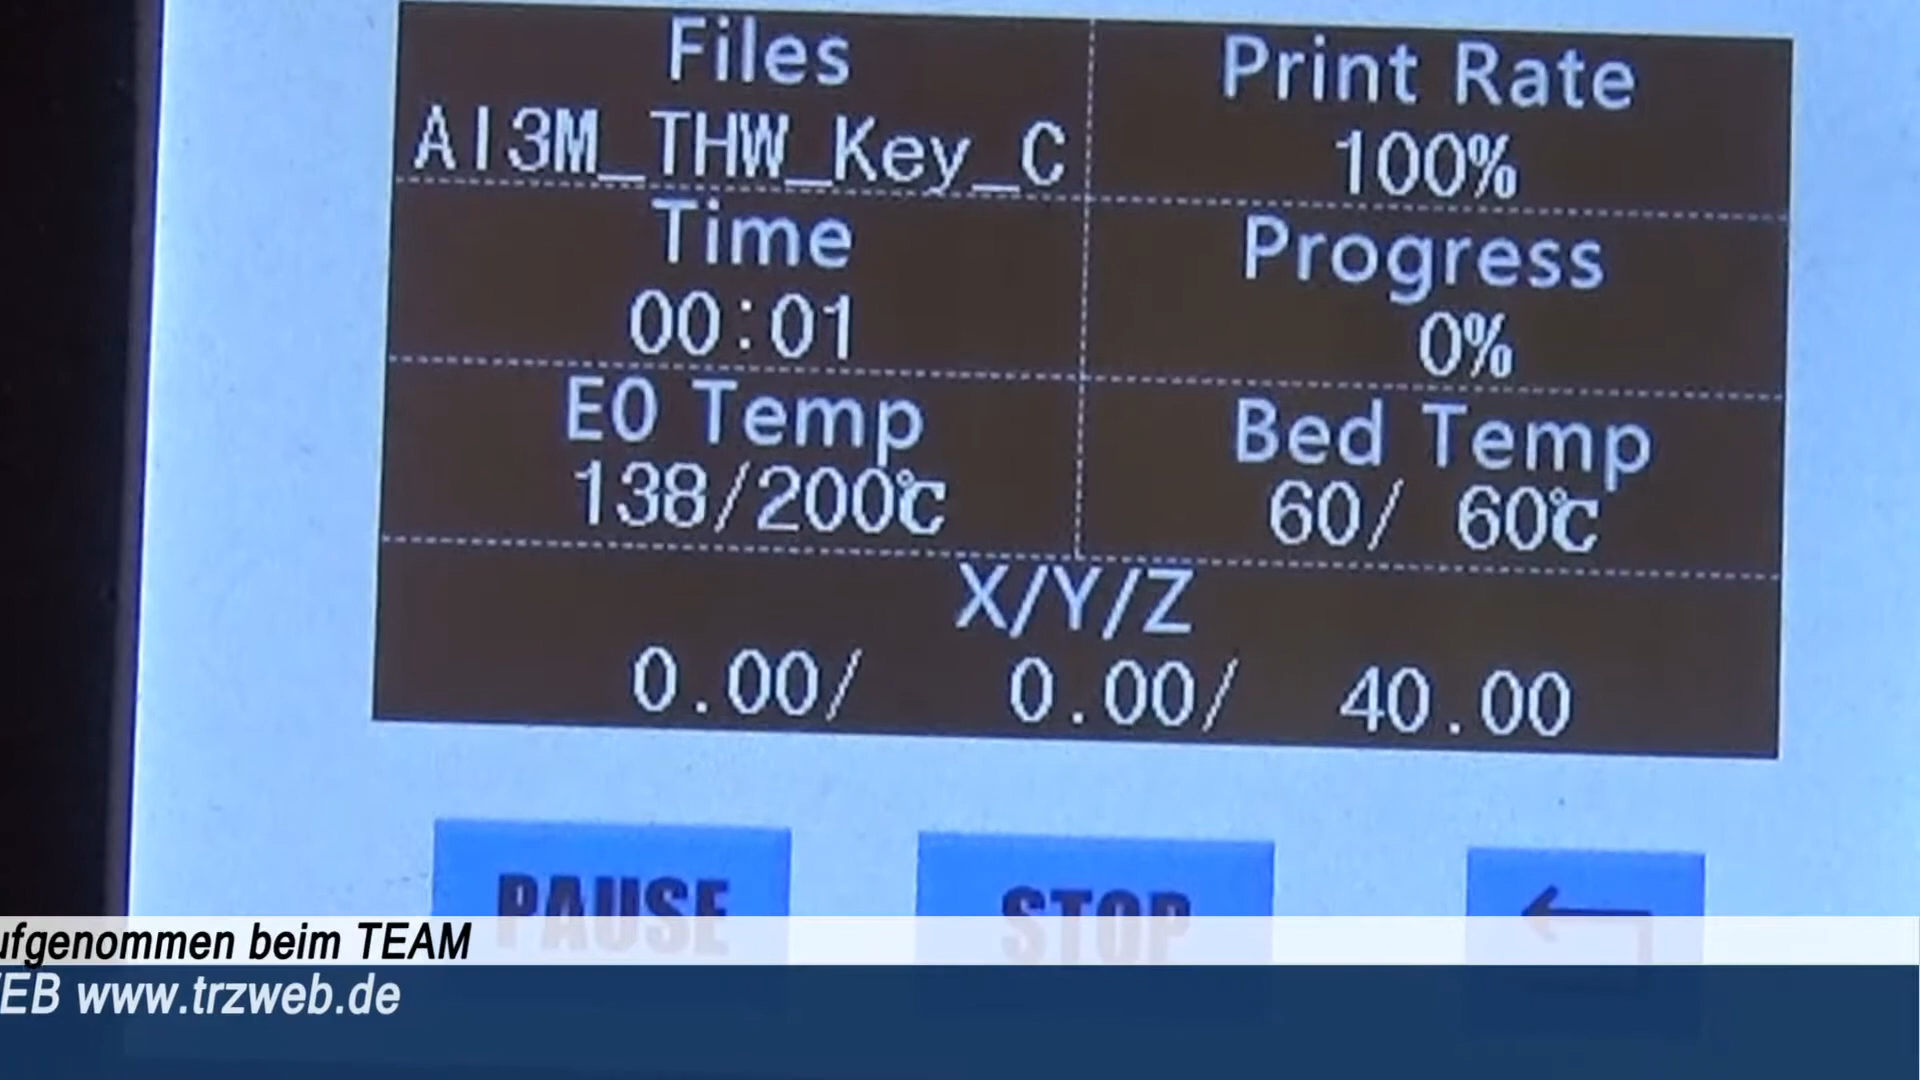 Files
AI3M_THW_Key_C
Print Rate
100%
Time
00:01
Progress
0%
E0 Temp
138/200℃
Bed Temp
60/ 60℃
X/Y/Z
0.00/ 0.00/ 40.00
PAUSE
STOP
ufgenommen beim TEAM
EB www.trzweb.de